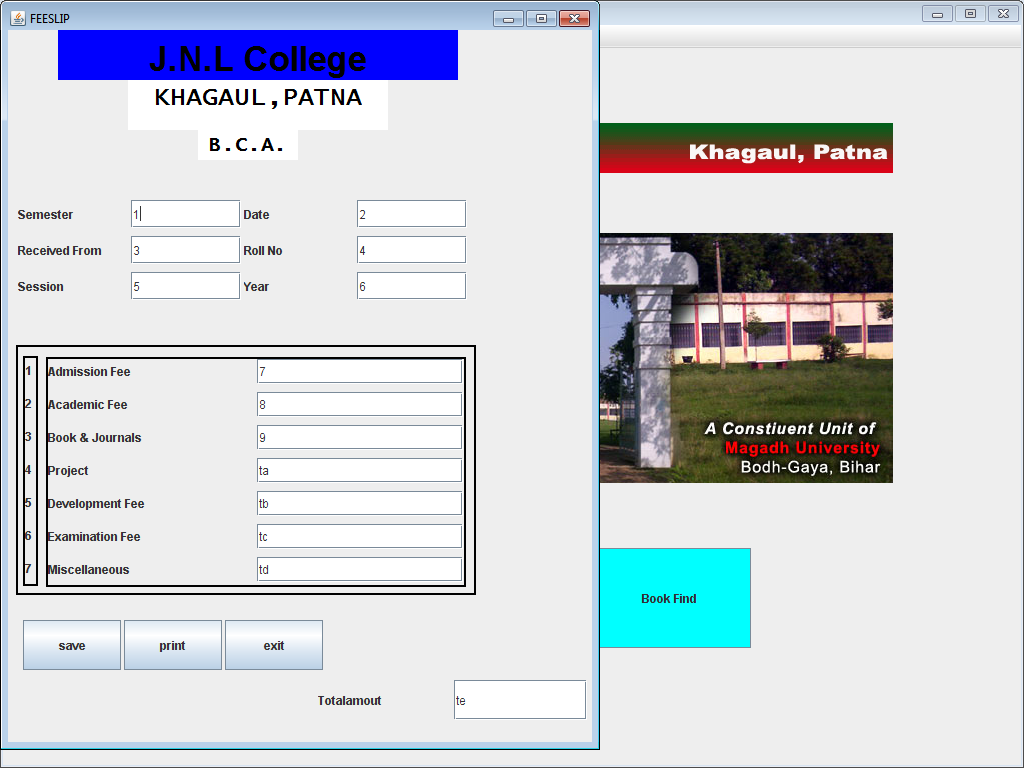 FEESLIP
J.N.L College
KHAGAUL,PATNA
B.C.A.
Semester 1 Date 2
Received From 3 Roll No 4
Session 5 Year 6
1 Admission Fee 7
2 Academic Fee 8
3 Book & Journals 9
4 Project ta
5 Development Fee tb
6 Examination Fee tc
7 Miscellaneous td
save print exit
Totalamout te
Khagaul, Patna
A Constiuent Unit of
Magadh University
Bodh-Gaya, Bihar
Book Find